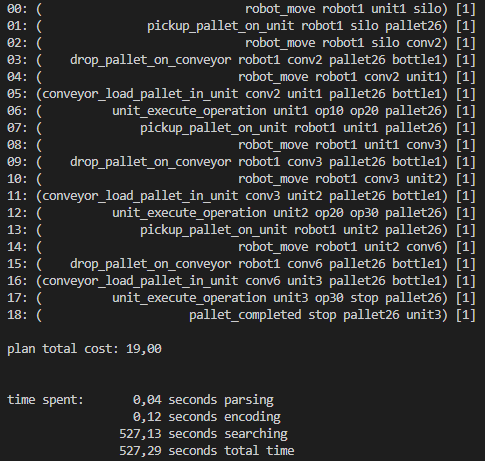 00: ( robot_move robot1 unit1 silo) [1]
01: ( pickup_pallet_on_unit robot1 silo pallet26) [1]
02: ( robot_move robot1 silo conv2) [1]
03: ( drop_pallet_on_conveyor robot1 conv2 pallet26 bottle1) [1]
04: ( robot_move robot1 conv2 unit1) [1]
05: (conveyor_load_pallet_in_unit conv2 unit1 pallet26 bottle1) [1]
06: ( unit_execute_operation unit1 op10 op20 pallet26) [1]
07: ( pickup_pallet_on_unit robot1 unit1 pallet26) [1]
08: ( robot_move robot1 unit1 conv3) [1]
09: ( drop_pallet_on_conveyor robot1 conv3 pallet26 bottle1) [1]
10: ( robot_move robot1 conv3 unit2) [1]
11: (conveyor_load_pallet_in_unit conv3 unit2 pallet26 bottle1) [1]
12: ( unit_execute_operation unit2 op20 op30 pallet26) [1]
13: ( pickup_pallet_on_unit robot1 unit2 pallet26) [1]
14: ( robot_move robot1 unit2 conv6) [1]
15: ( drop_pallet_on_conveyor robot1 conv6 pallet26 bottle1) [1]
16: (conveyor_load_pallet_in_unit conv6 unit3 pallet26 bottle1) [1]
17: ( unit_execute_operation unit3 op30 stop pallet26) [1]
18: ( pallet_completed stop pallet26 unit3) [1]
plan total cost: 19,00
time spent: 0,04 seconds parsing
0,12 seconds encoding
527,13 seconds searching
527,29 seconds total time